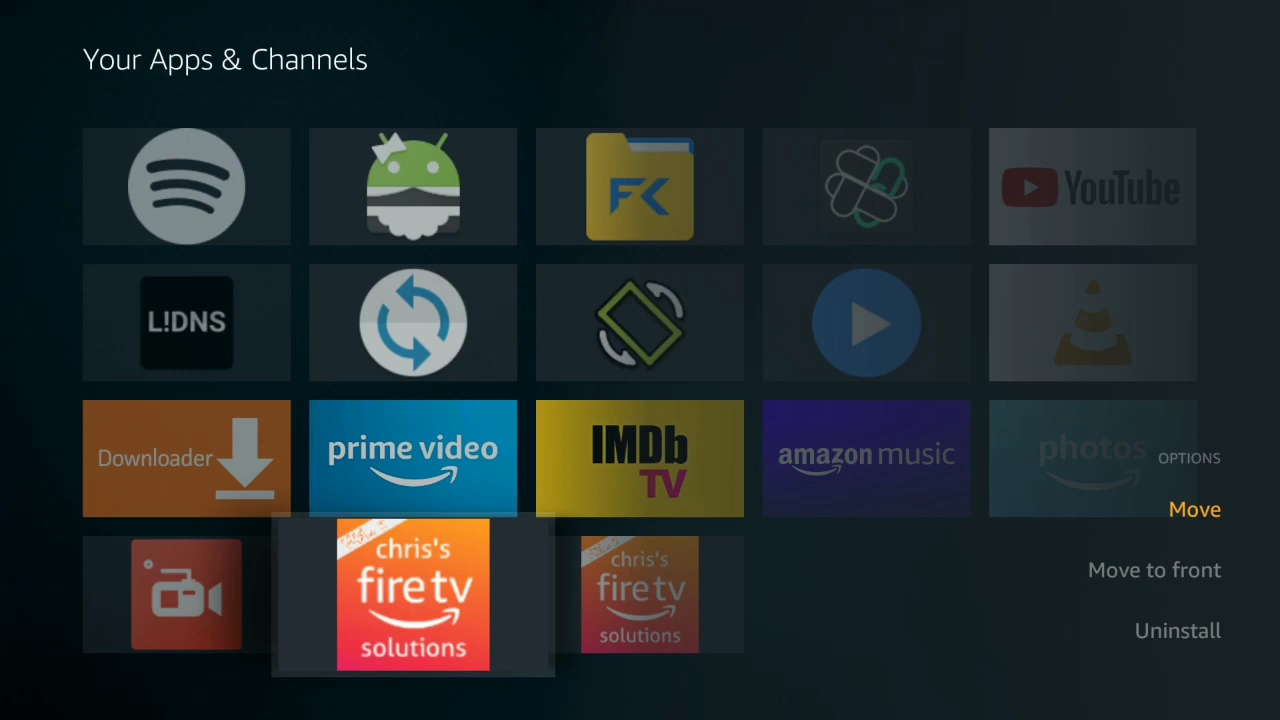 Your Apps & Channels
FK
YouTube
L!DNS
Downloader
prime video
IMDb
TV
amazon music
photos
OPTIONS
Move
Move to front
Uninstall
chris's
fire tv
solutions
chris's
fire tv
solutions